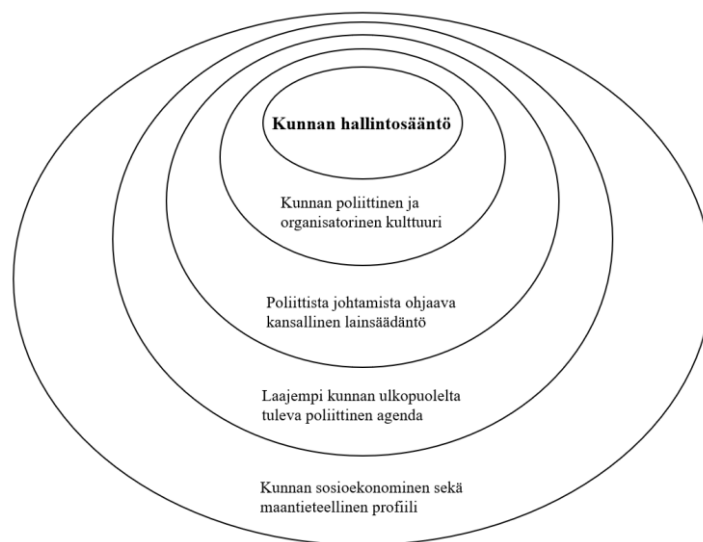 Kunnan hallintosääntö
Kunnan poliittinen ja
organisatorinen kulttuuri
Poliittista johtamista ohjaava
kansallinen lainsäädäntö
Laajempi kunnan ulkopuolelta
tuleva poliittinen agenda
Kunnan sosioekonominen sekä
maantieteellinen profiili